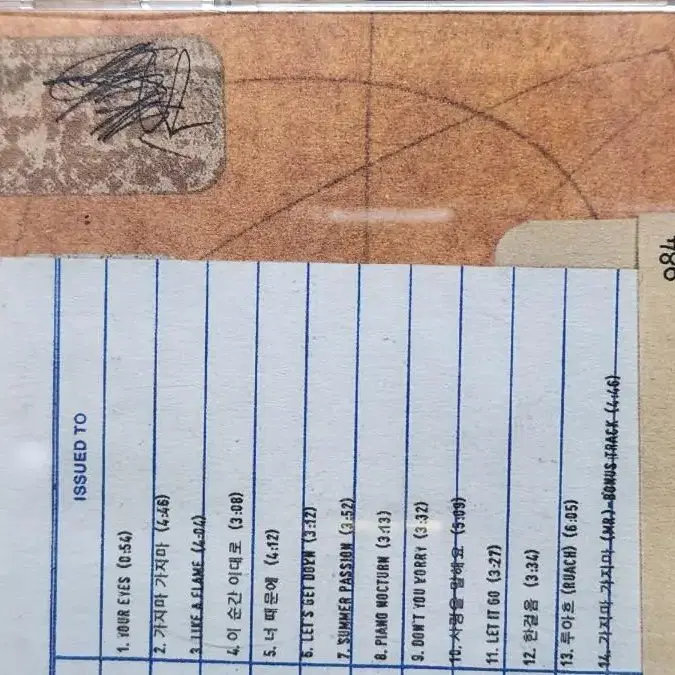 ISSUED TO
1. YOUR EYES (0:54)
2. 가지마 가지마 (4:46)
3. LIKE A FLAME (4:04)
4. 이 순간 이대로 (3:08)
5. 너 때문에 (4:12)
6. LET'S GET DOWN (3:12)
7. SUMMER PASSION (3:52)
8. PIANO NOCTURN (3:13)
9. DON'T YOU WORRY (3:32)
10. 사랑을 말해요 (3:09)
11. LET IT GO (3:27)
12. 한걸음 (3:34)
13. 루아흐 (RUACH) (6:05)
14. 가지마 가지마 (MR)-BONUS TRACK (4:46)
984